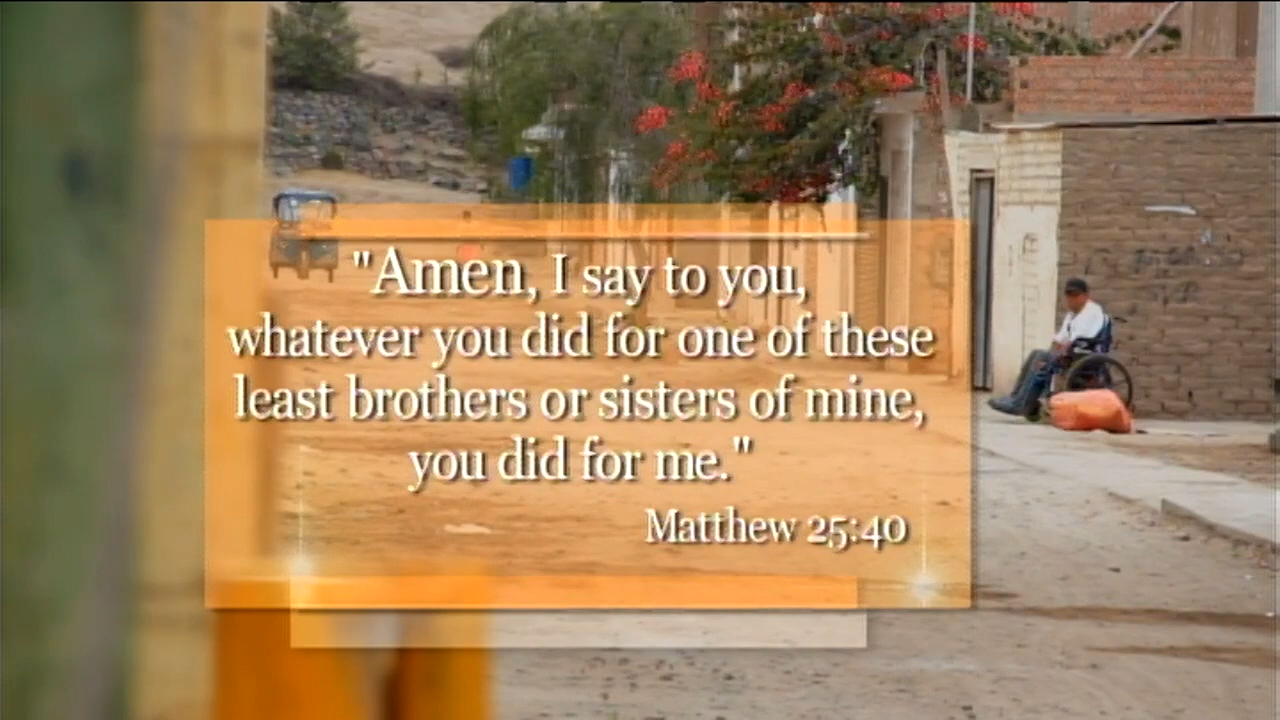 "Amen, I say to you,
whatever you did for one of these
least brothers or sisters of mine,
you did for me."
Matthew 25:40